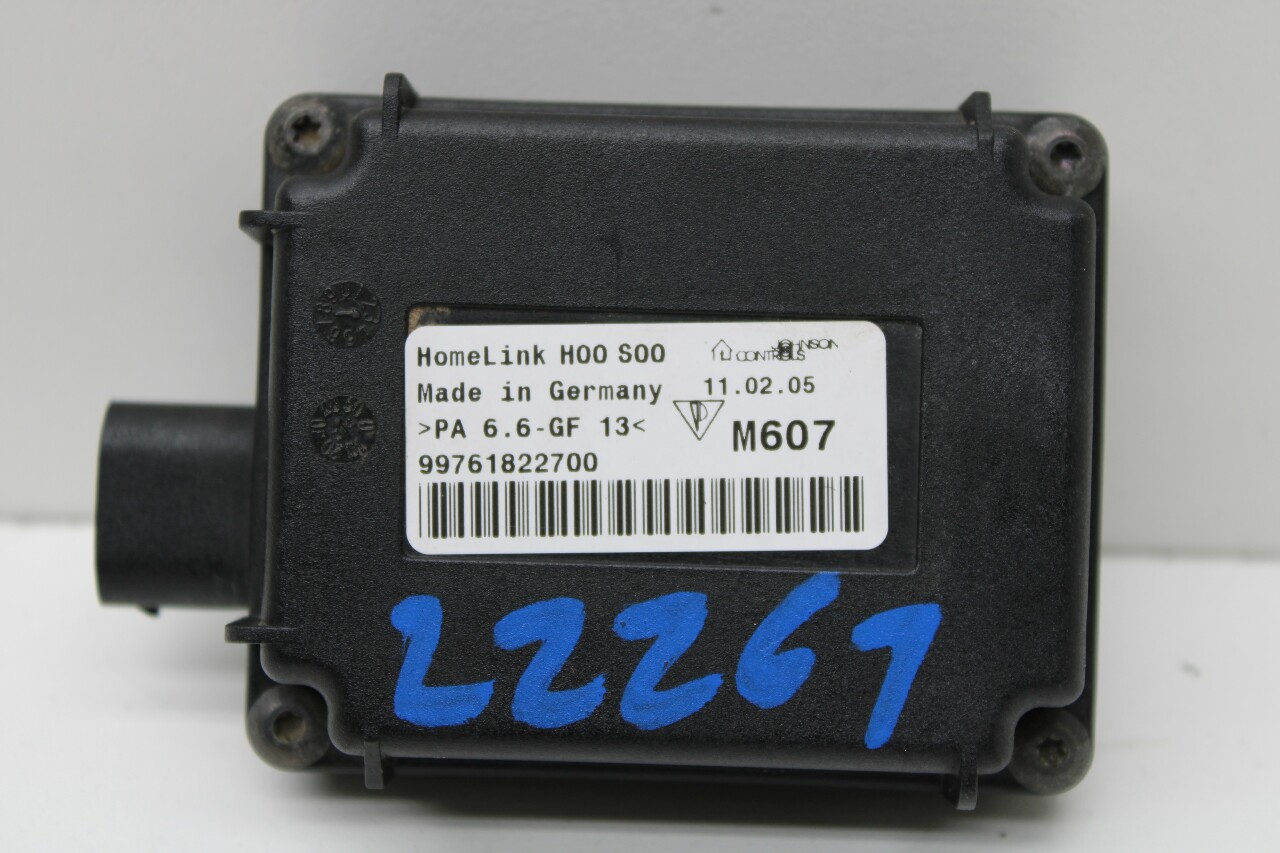 HomeLink H00 S00
JOHNSON
CONTROLS
Made in Germany 11.02.05
>PA 6.6-GF 13< M607
99761822700
22261